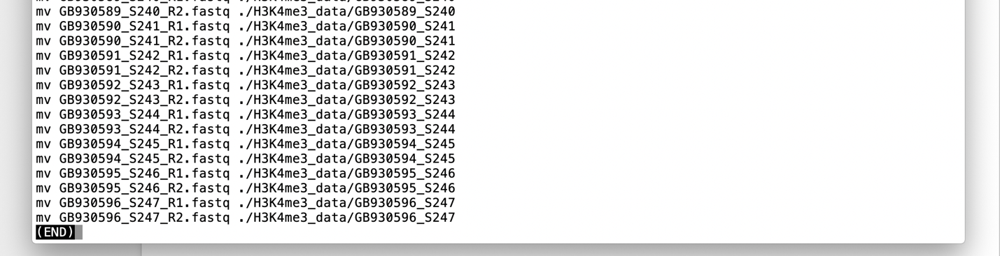 mv GB930589_S240_R2.fastq ./H3K4me3_data/GB930589_S240
mv GB930590_S241_R1.fastq ./H3K4me3_data/GB930590_S241
mv GB930590_S241_R2.fastq ./H3K4me3_data/GB930590_S241
mv GB930591_S242_R1.fastq ./H3K4me3_data/GB930591_S242
mv GB930591_S242_R2.fastq ./H3K4me3_data/GB930591_S242
mv GB930592_S243_R1.fastq ./H3K4me3_data/GB930592_S243
mv GB930592_S243_R2.fastq ./H3K4me3_data/GB930592_S243
mv GB930593_S244_R1.fastq ./H3K4me3_data/GB930593_S244
mv GB930593_S244_R2.fastq ./H3K4me3_data/GB930593_S244
mv GB930594_S245_R1.fastq ./H3K4me3_data/GB930594_S245
mv GB930594_S245_R2.fastq ./H3K4me3_data/GB930594_S245
mv GB930595_S246_R1.fastq ./H3K4me3_data/GB930595_S246
mv GB930595_S246_R2.fastq ./H3K4me3_data/GB930595_S246
mv GB930596_S247_R1.fastq ./H3K4me3_data/GB930596_S247
mv GB930596_S247_R2.fastq ./H3K4me3_data/GB930596_S247
(END)